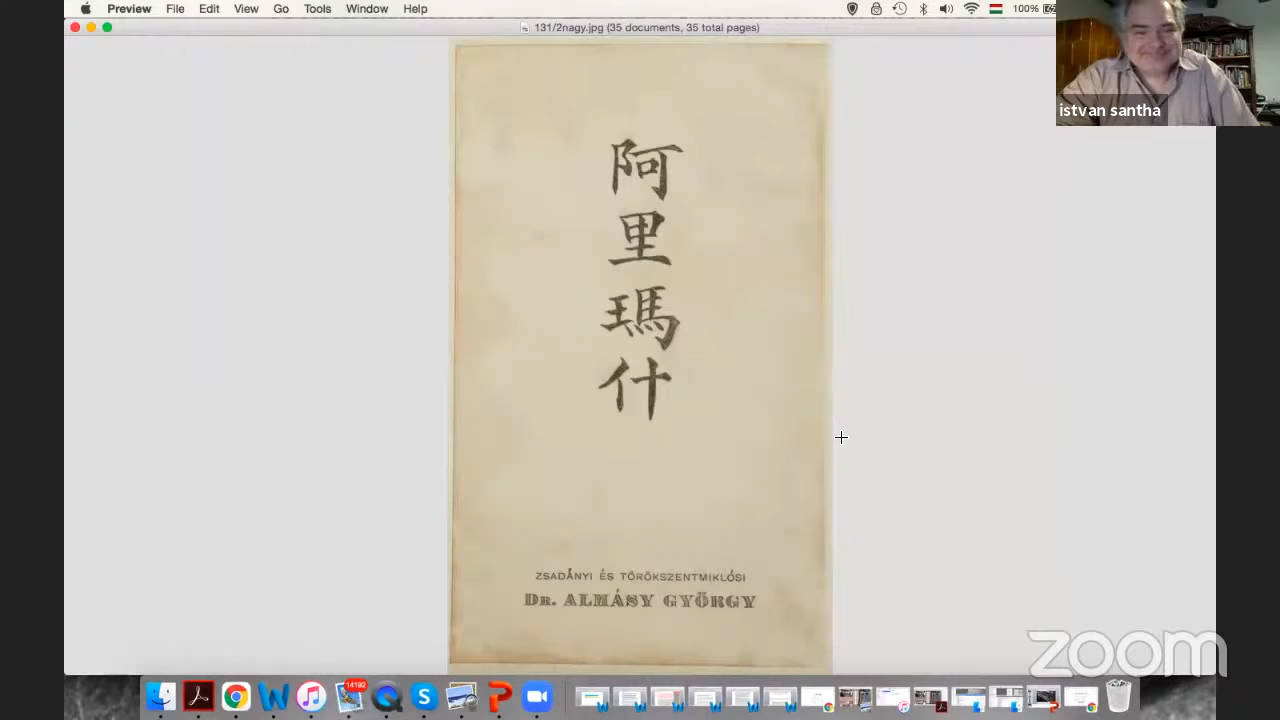 Preview File Edit View Go Tools Window Help
100%
131/2nagy.jpg (35 documents, 35 total pages)
istvan santha
阿里瑪什
ZSADÁNYI ÉS TÖRÖKSZENTMIKLÓSI
DR. ALMÁSY GYÖRGY
zoom
14192